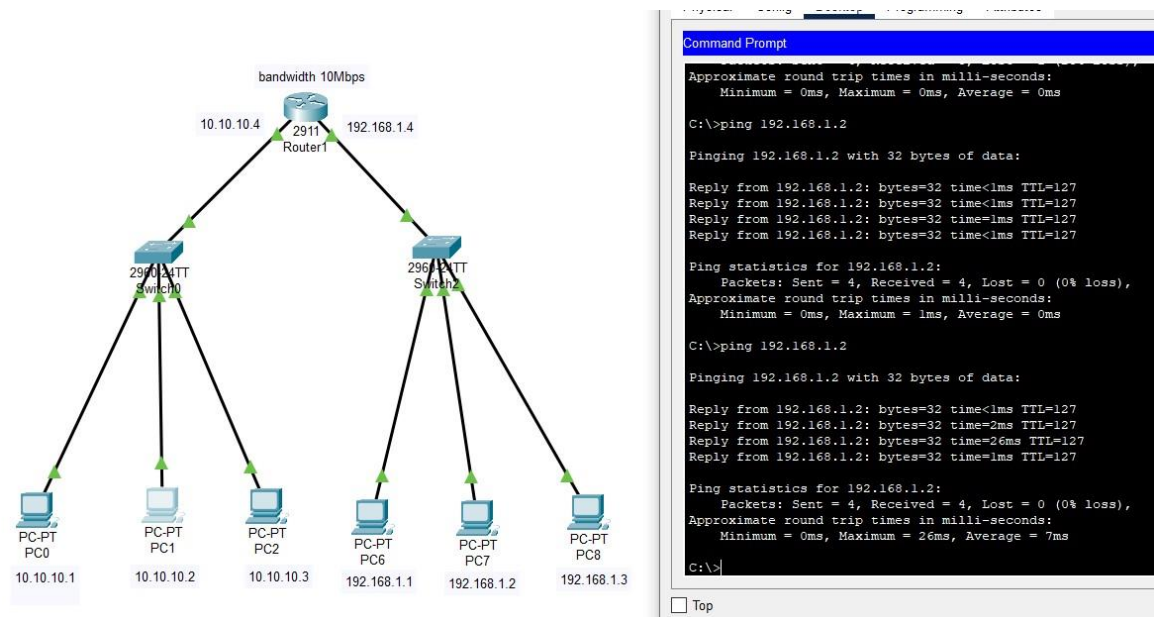 bandwidth 10Mbps
10.10.10.4
192.168.1.4
2911
Router1
2960-24TT
Switch0
2960-24TT
Switch2
PC-PT
PC0
10.10.10.1
PC-PT
PC1
10.10.10.2
PC-PT
PC2
10.10.10.3
PC-PT
PC6
192.168.1.1
PC-PT
PC7
192.168.1.2
PC-PT
PC8
192.168.1.3
Command Prompt
Approximate round trip times in milli-seconds:
Minimum = 0ms, Maximum = 0ms, Average = 0ms
C:\>ping 192.168.1.2
Pinging 192.168.1.2 with 32 bytes of data:
Reply from 192.168.1.2: bytes=32 time<1ms TTL=127
Reply from 192.168.1.2: bytes=32 time<1ms TTL=127
Reply from 192.168.1.2: bytes=32 time=1ms TTL=127
Reply from 192.168.1.2: bytes=32 time<1ms TTL=127
Ping statistics for 192.168.1.2:
Packets: Sent = 4, Received = 4, Lost = 0 (0% loss),
Approximate round trip times in milli-seconds:
Minimum = 0ms, Maximum = 1ms, Average = 0ms
C:\>ping 192.168.1.2
Pinging 192.168.1.2 with 32 bytes of data:
Reply from 192.168.1.2: bytes=32 time<1ms TTL=127
Reply from 192.168.1.2: bytes=32 time=2ms TTL=127
Reply from 192.168.1.2: bytes=32 time=26ms TTL=127
Reply from 192.168.1.2: bytes=32 time=1ms TTL=127
Ping statistics for 192.168.1.2:
Packets: Sent = 4, Received = 4, Lost = 0 (0% loss),
Approximate round trip times in milli-seconds:
Minimum = 0ms, Maximum = 26ms, Average = 7ms
C:\>
Top